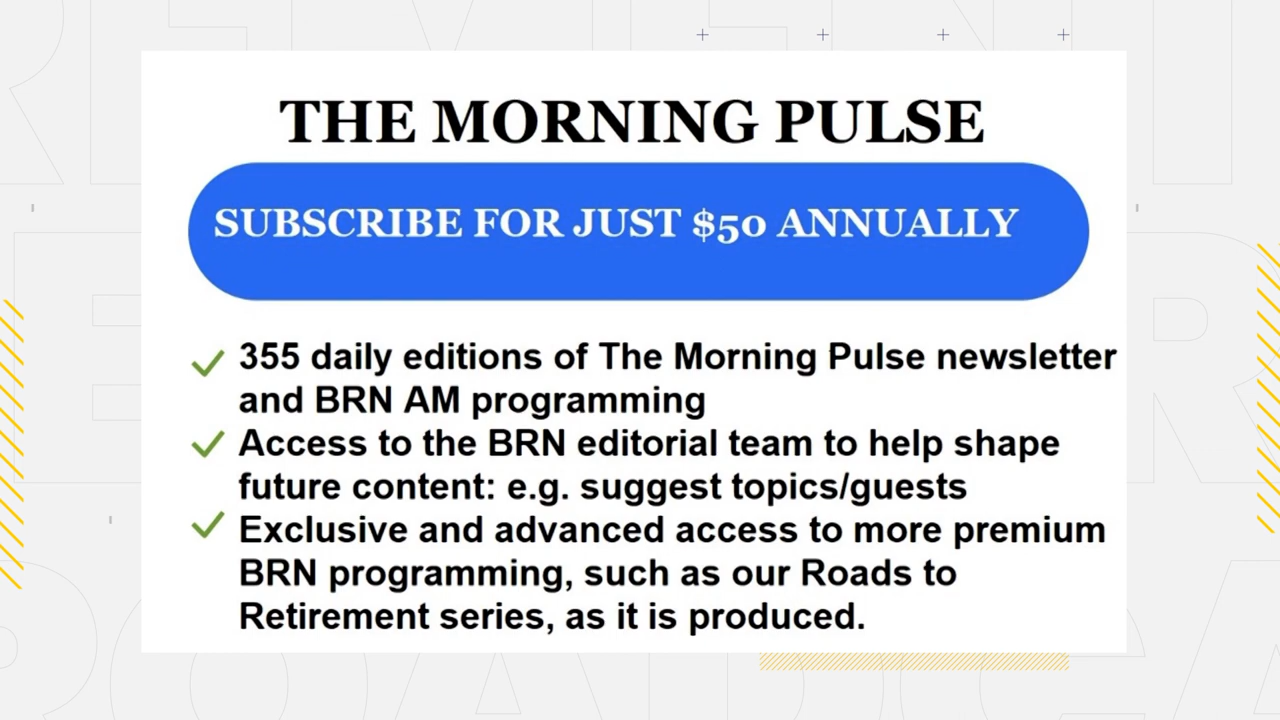 THE MORNING PULSE
SUBSCRIBE FOR JUST $50 ANNUALLY
355 daily editions of The Morning Pulse newsletter
and BRN AM programming
Access to the BRN editorial team to help shape
future content: e.g. suggest topics/guests
Exclusive and advanced access to more premium
BRN programming, such as our Roads to
Retirement series, as it is produced.